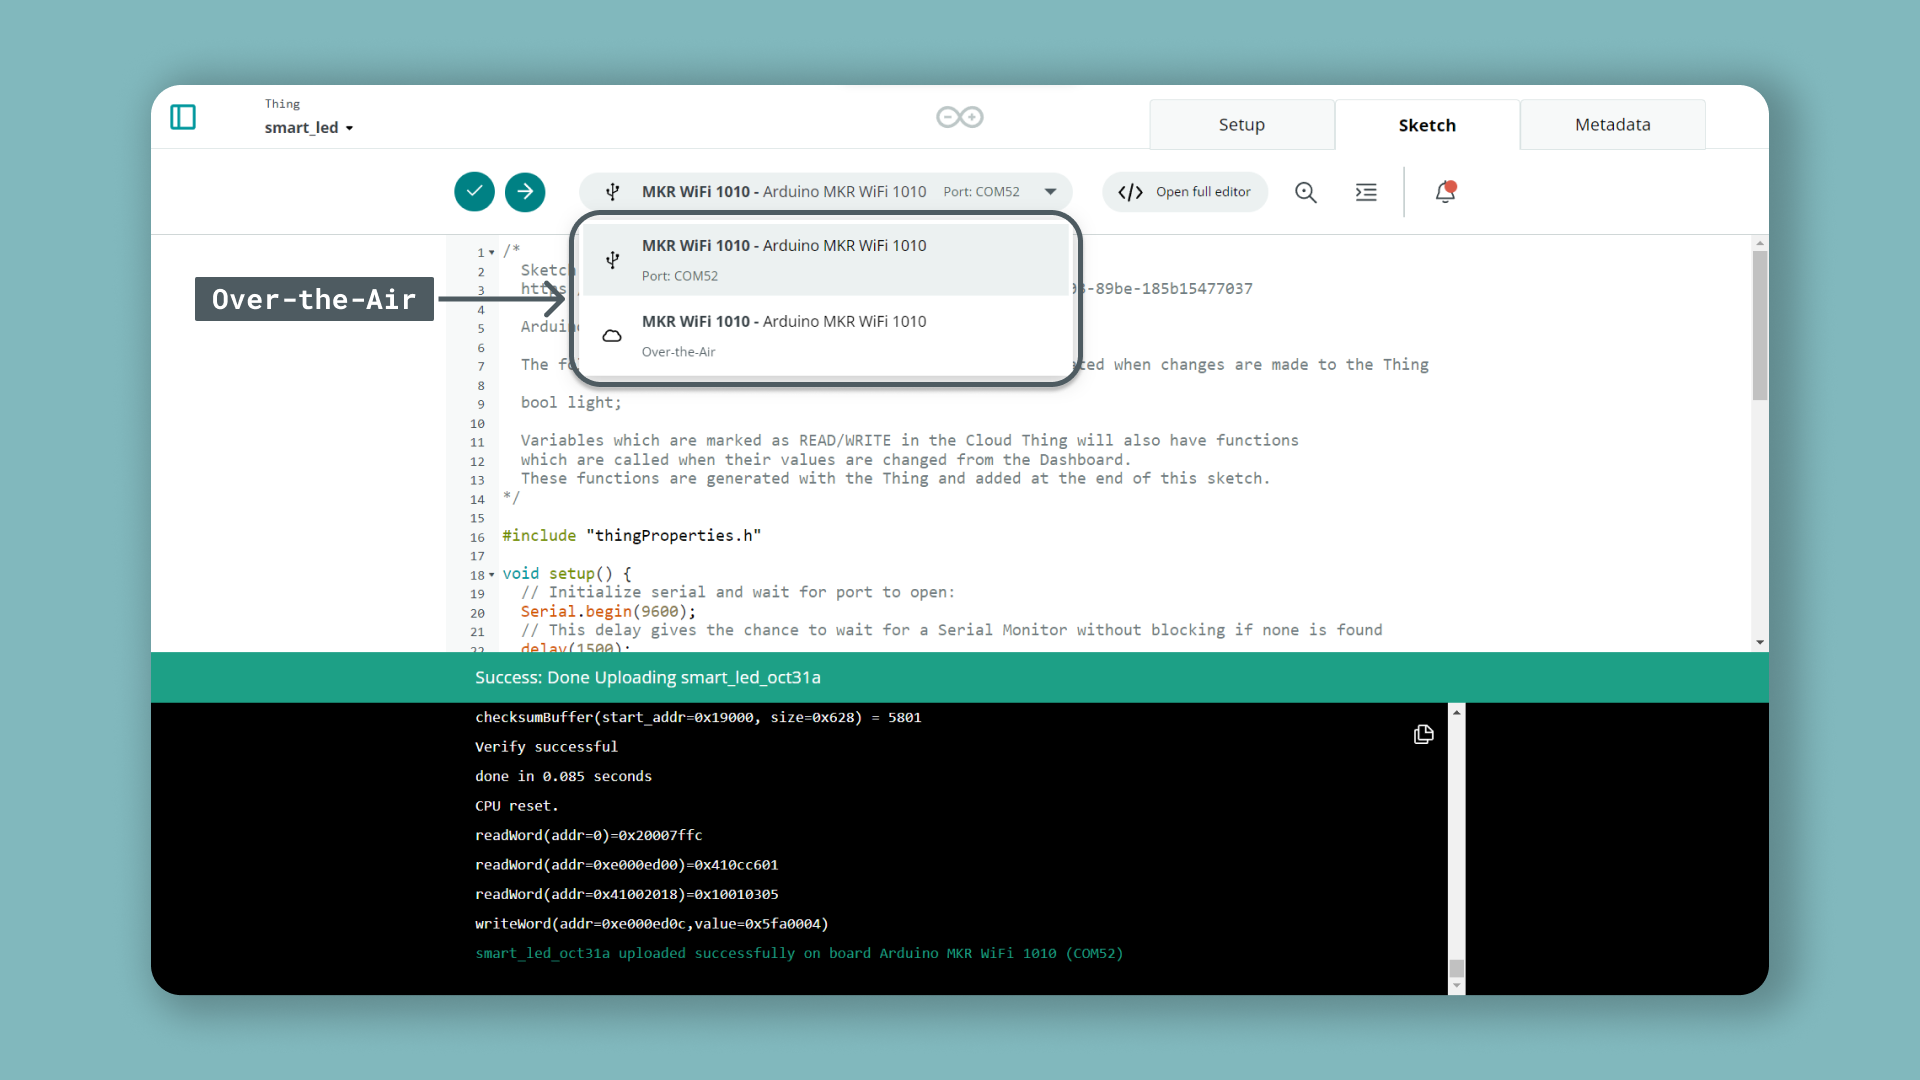 Thing
smart_led
Setup
Sketch
Metadata
MKR WiFi 1010 - Arduino MKR WiFi 1010 Port: COM52
</> Open full editor
MKR WiFi 1010 - Arduino MKR WiFi 1010
Port: COM52
MKR WiFi 1010 - Arduino MKR WiFi 1010
Over-the-Air
Over-the-Air
1 /*
2 Sketch
3 https -89be-185b15477037
4
5 Arduino
6
7 The ted when changes are made to the Thing
8
9 bool light;
10
11 Variables which are marked as READ/WRITE in the Cloud Thing will also have functions
12 which are called when their values are changed from the Dashboard.
13 These functions are generated with the Thing and added at the end of this sketch.
14 */
15
16 #include "thingProperties.h"
17
18 void setup() {
19 // Initialize serial and wait for port to open:
20 Serial.begin(9600);
21 // This delay gives the chance to wait for a Serial Monitor without blocking if none is found
22 delay(1500);
Success: Done Uploading smart_led_oct31a
checksumBuffer(start_addr=0x19000, size=0x628) = 5801
Verify successful
done in 0.085 seconds
CPU reset.
readWord(addr=0)=0x20007ffc
readWord(addr=0xe000ed00)=0x410cc601
readWord(addr=0x41002018)=0x10010305
writeWord(addr=0xe000ed0c,value=0x5fa0004)
smart_led_oct31a uploaded successfully on board Arduino MKR WiFi 1010 (COM52)